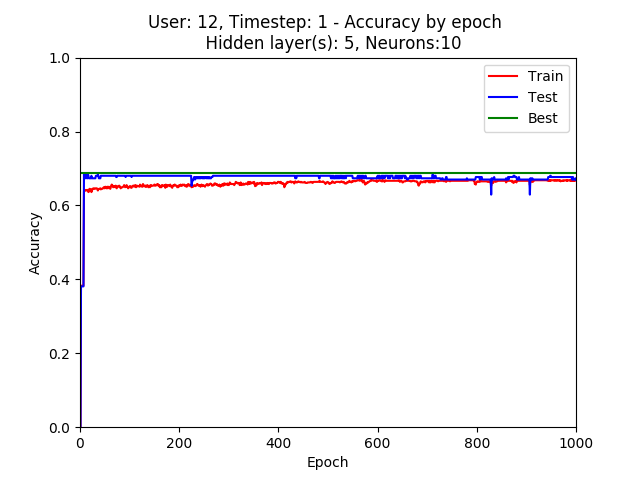 User: 12, Timestep: 1 - Accuracy by epoch
Hidden layer(s): 5, Neurons:10
1.0
0.8
0.6
0.4
0.2
0.0
Accuracy
Train
Test
Best
0
200
400
600
800
1000
Epoch